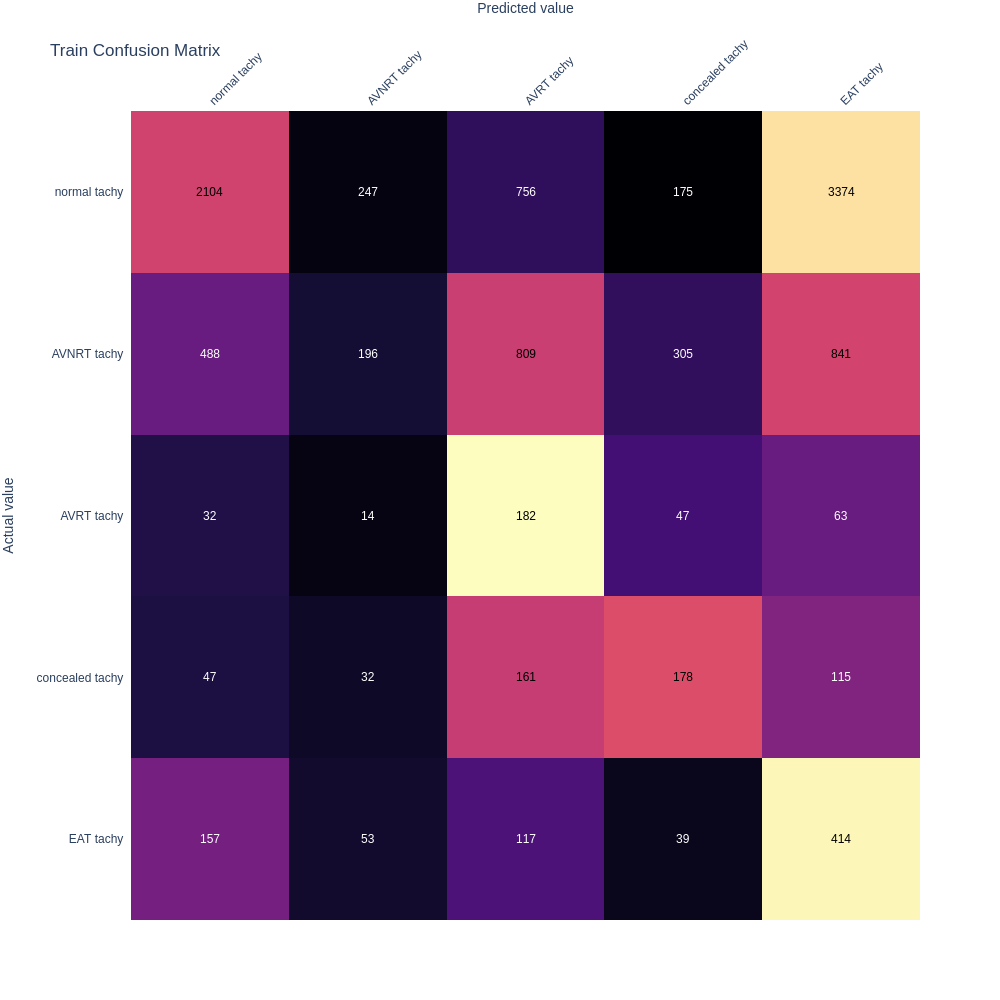 Predicted value
Train Confusion Matrix
normal tachy AVNRT tachy AVRT tachy concealed tachy EAT tachy
normal tachy 2104 247 756 175 3374
AVNRT tachy 488 196 809 305 841
Actual value
AVRT tachy 32 14 182 47 63
concealed tachy 47 32 161 178 115
EAT tachy 157 53 117 39 414